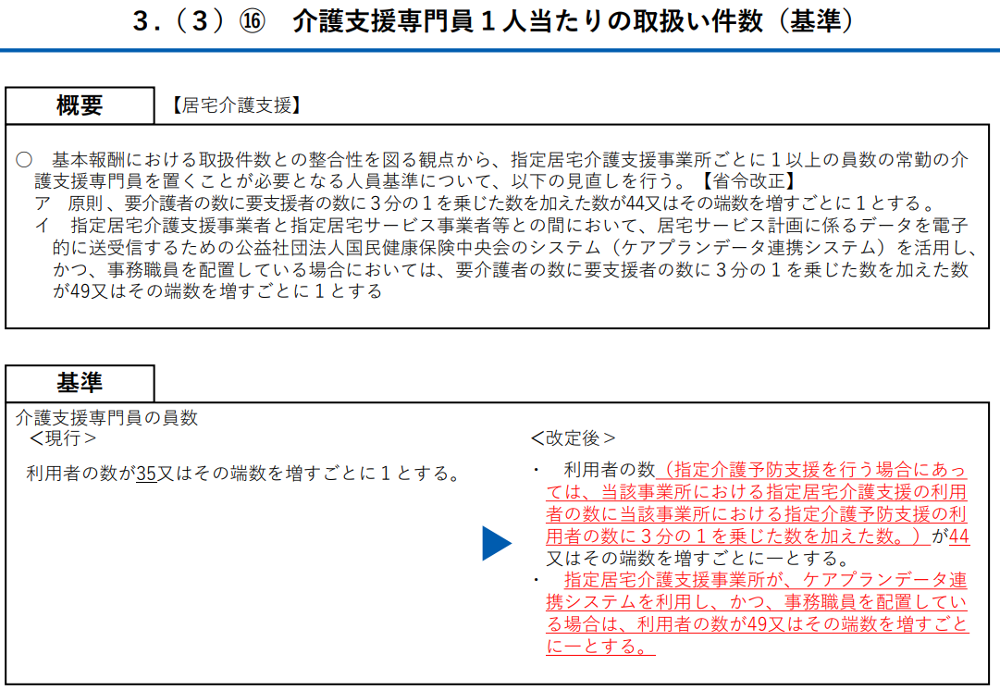 ３.（３）⑯　介護支援専門員１人当たりの取扱い件数（基準）
概要
【居宅介護支援】
○　基本報酬における取扱件数との整合性を図る観点から、指定居宅介護支援事業所ごとに１以上の員数の常勤の介
護支援専門員を置くことが必要となる人員基準について、以下の見直しを行う。【省令改正】
ア　原則、要介護者の数に要支援者の数に３分の１を乗じた数を加えた数が44又はその端数を増すごとに１とする。
イ　指定居宅介護支援事業者と指定居宅サービス事業者等との間において、居宅サービス計画に係るデータを電子
的に送受信するための公益社団法人国民健康保険中央会のシステム（ケアプランデータ連携システム）を活用し、
かつ、事務職員を配置している場合においては、要介護者の数に要支援者の数に３分の１を乗じた数を加えた数
が49又はその端数を増すごとに１とする
基準
介護支援専門員の員数
＜現行＞
利用者の数が35又はその端数を増すごとに１とする。
＜改定後＞
・　利用者の数（指定介護予防支援を行う場合にあっ
ては、当該事業所における指定居宅介護支援の利用
者の数に当該事業所における指定介護予防支援の利
用者の数に３分の１を乗じた数を加えた数。）が44
又はその端数を増すごとに一とする。
・　指定居宅介護支援事業所が、ケアプランデータ連
携システムを利用し、かつ、事務職員を配置してい
る場合は、利用者の数が49又はその端数を増すごと
に一とする。